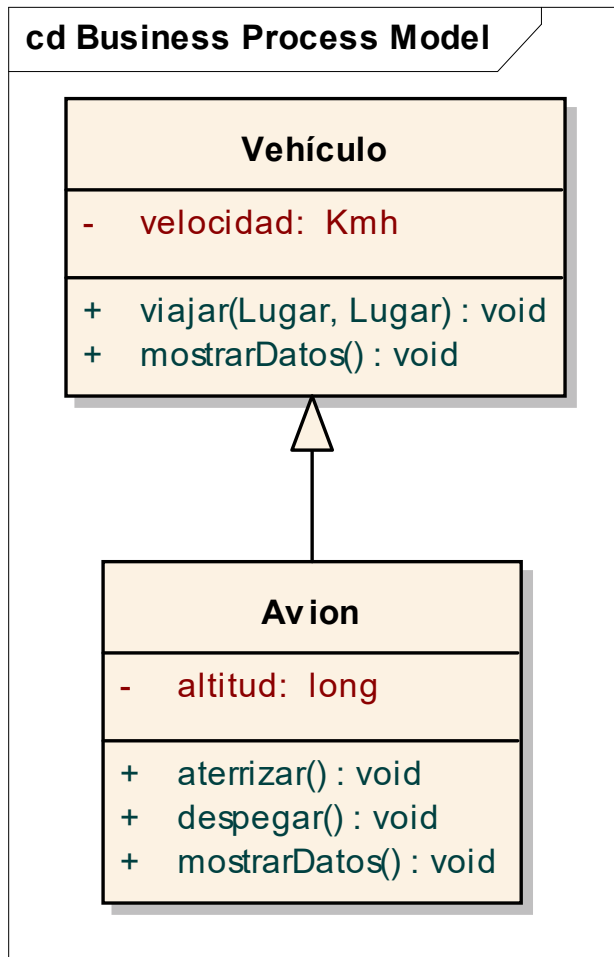 cd Business Process Model
Vehículo
- velocidad: Kmh
+ viajar(Lugar, Lugar) : void
+ mostrarDatos() : void
Avion
- altitud: long
+ aterrizar() : void
+ despegar() : void
+ mostrarDatos() : void